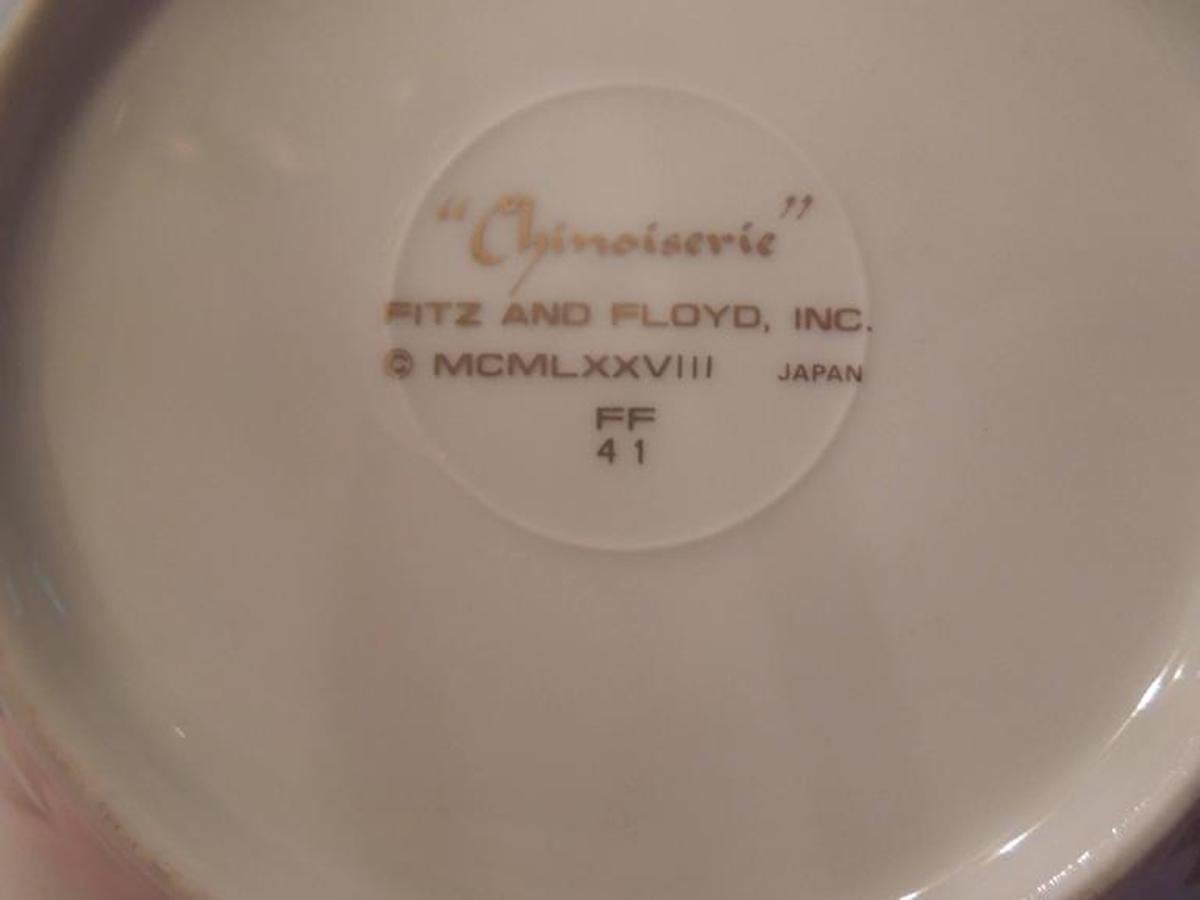 “Chinoiserie”
FITZ AND FLOYD, INC.
© MCMLXXVIII JAPAN
FF
41